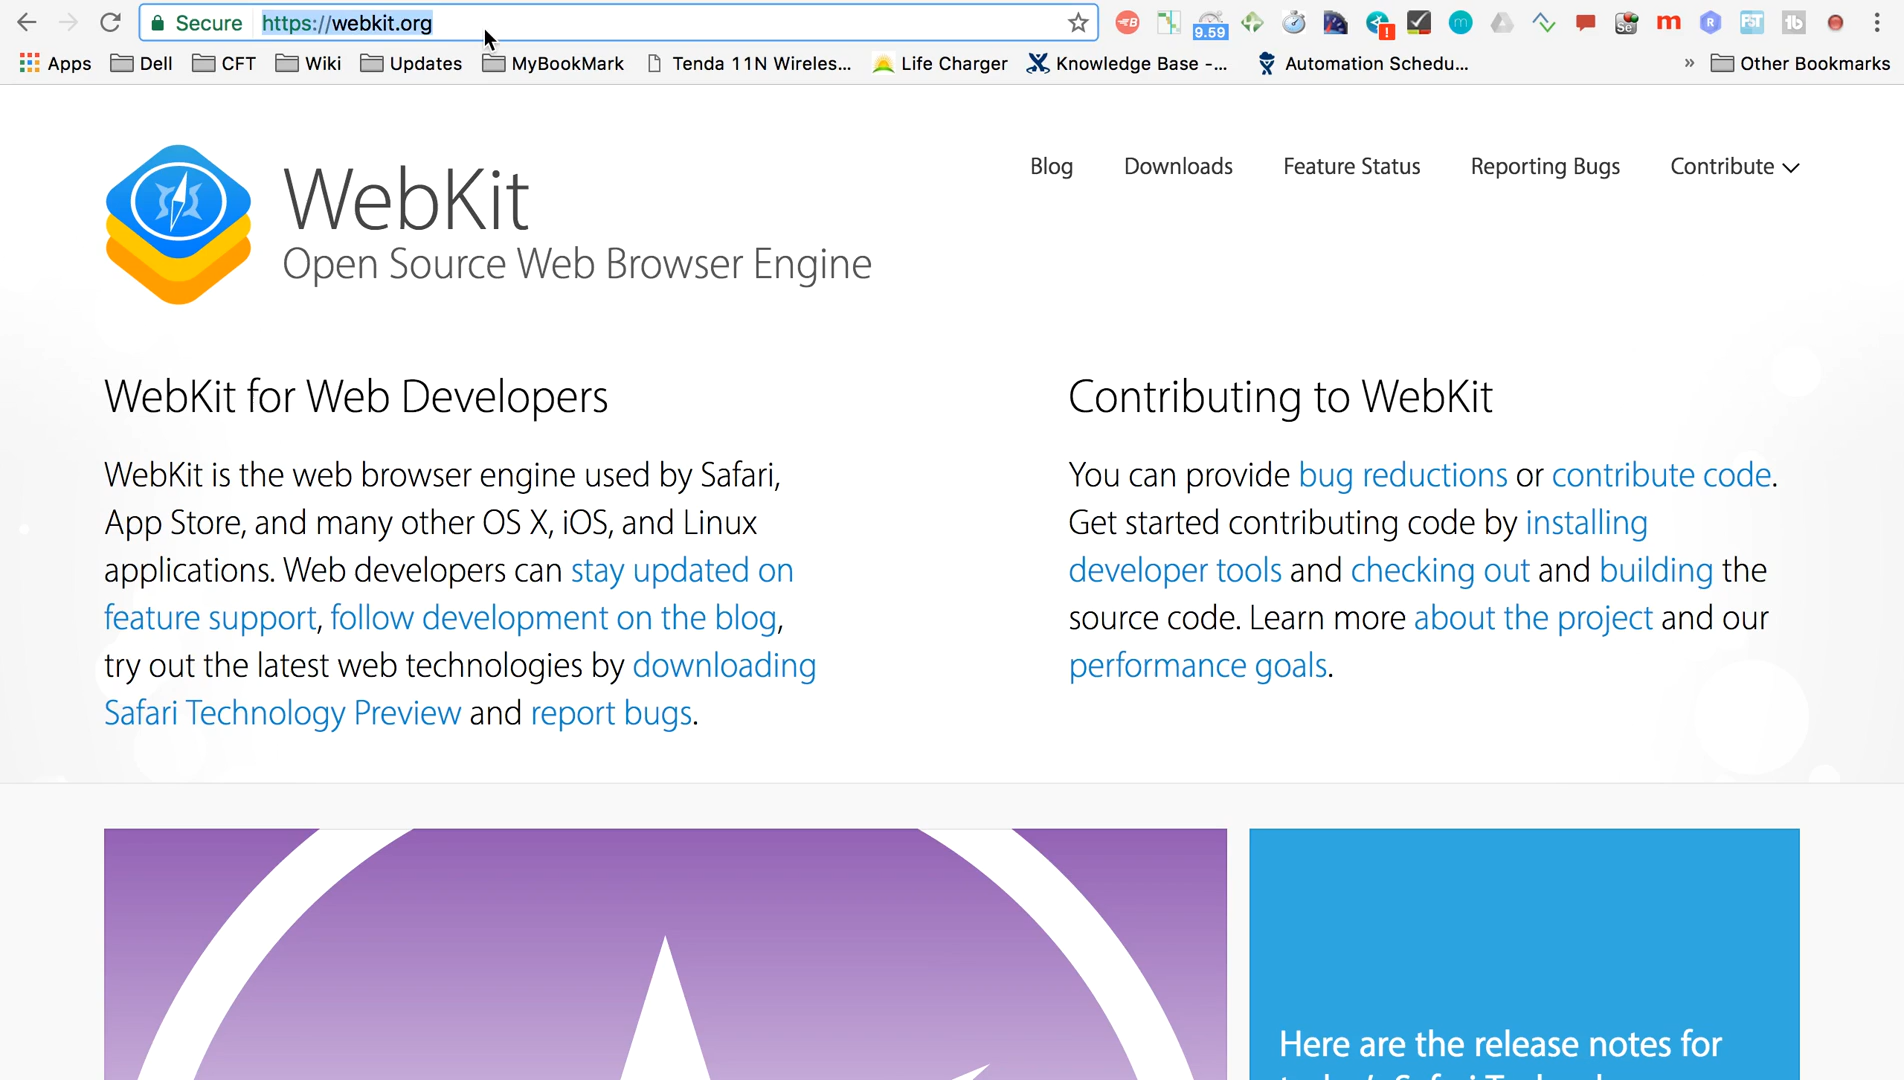 Secure https://webkit.org 9.59
Apps Dell CFT Wiki Updates MyBookMark Tenda 11N Wireles... Life Charger Knowledge Base -... Automation Schedu... » Other Bookmarks
Blog Downloads Feature Status Reporting Bugs Contribute
WebKit
Open Source Web Browser Engine
WebKit for Web Developers
WebKit is the web browser engine used by Safari,
App Store, and many other OS X, iOS, and Linux
applications. Web developers can stay updated on
feature support, follow development on the blog,
try out the latest web technologies by downloading
Safari Technology Preview and report bugs.
Contributing to WebKit
You can provide bug reductions or contribute code.
Get started contributing code by installing
developer tools and checking out and building the
source code. Learn more about the project and our
performance goals.
Here are the release notes for